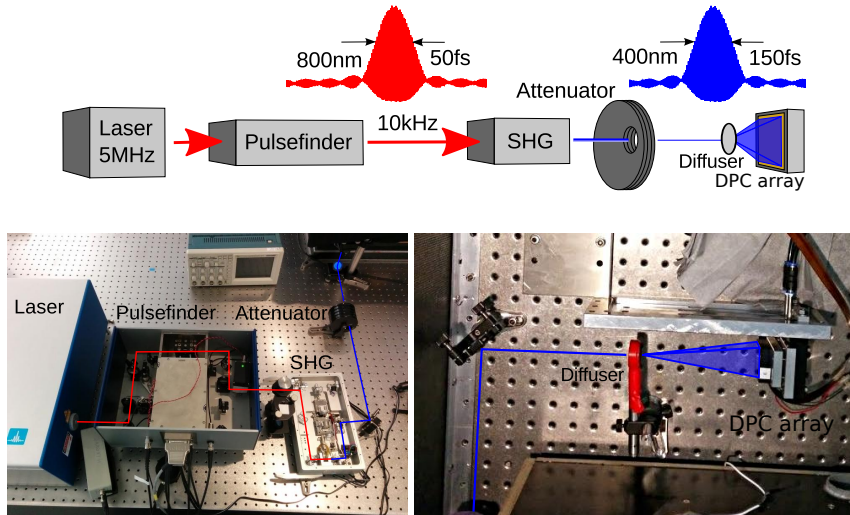 800nm
50fs
400nm
150fs
Attenuator
Laser
5MHz
Pulsefinder
10kHz
SHG
Diffuser
DPC array
Laser
Pulsefinder
Attenuator
SHG
Diffuser
DPC array